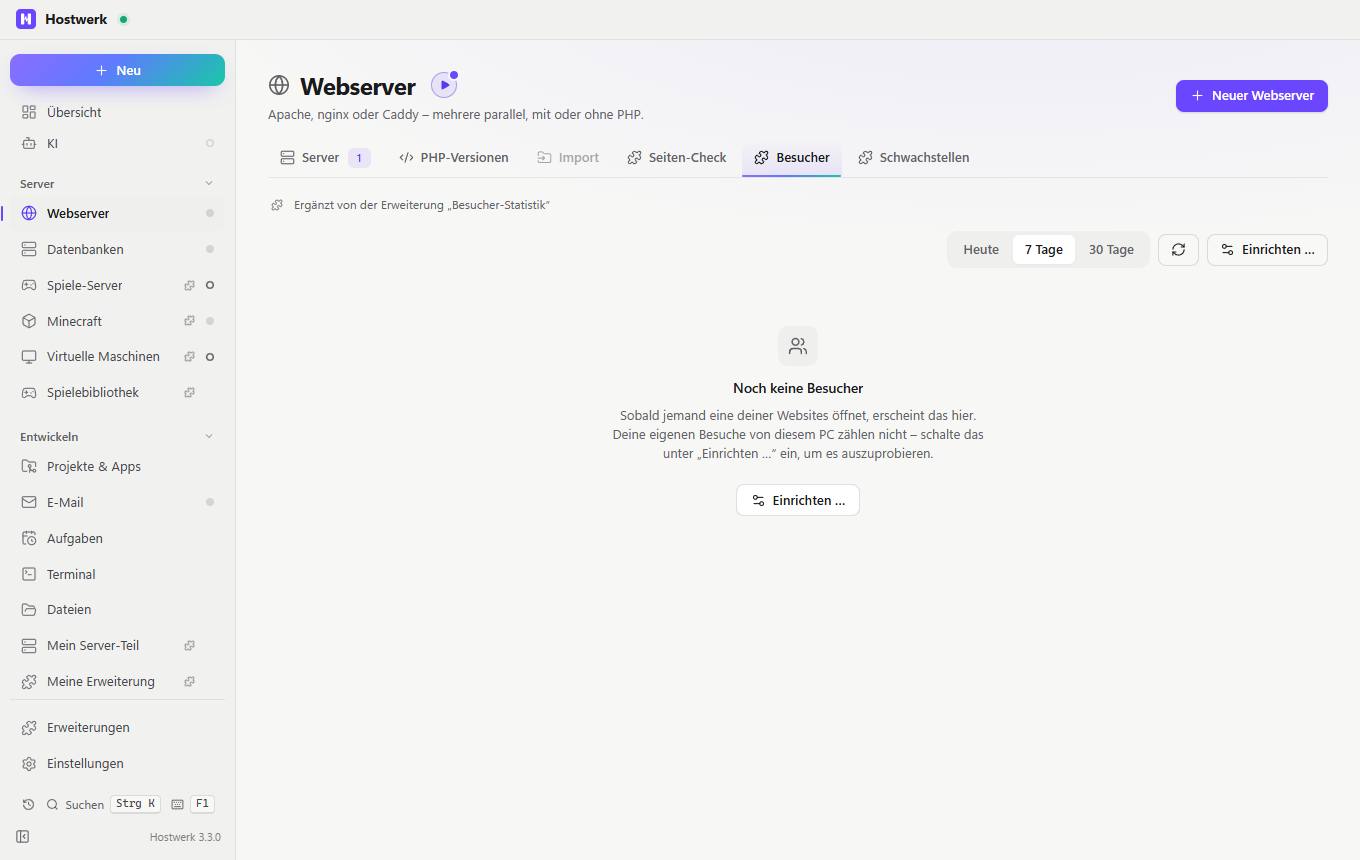 Hostwerk
Neu
Übersicht
KI
Server
Webserver
Datenbanken
Spiele-Server
Minecraft
Virtuelle Maschinen
Spielebibliothek
Entwickeln
Projekte & Apps
E-Mail
Aufgaben
Terminal
Dateien
Mein Server-Teil
Meine Erweiterung
Erweiterungen
Einstellungen
Suchen Strg K F1
Hostwerk 3.3.0
Webserver
Apache, nginx oder Caddy – mehrere parallel, mit oder ohne PHP.
Neuer Webserver
Server 1 PHP-Versionen Import Seiten-Check Besucher Schwachstellen
Ergänzt von der Erweiterung „Besucher-Statistik“
Heute 7 Tage 30 Tage Einrichten …
Noch keine Besucher
Sobald jemand eine deiner Websites öffnet, erscheint das hier.
Deine eigenen Besuche von diesem PC zählen nicht – schalte das
unter „Einrichten …“ ein, um es auszuprobieren.
Einrichten …